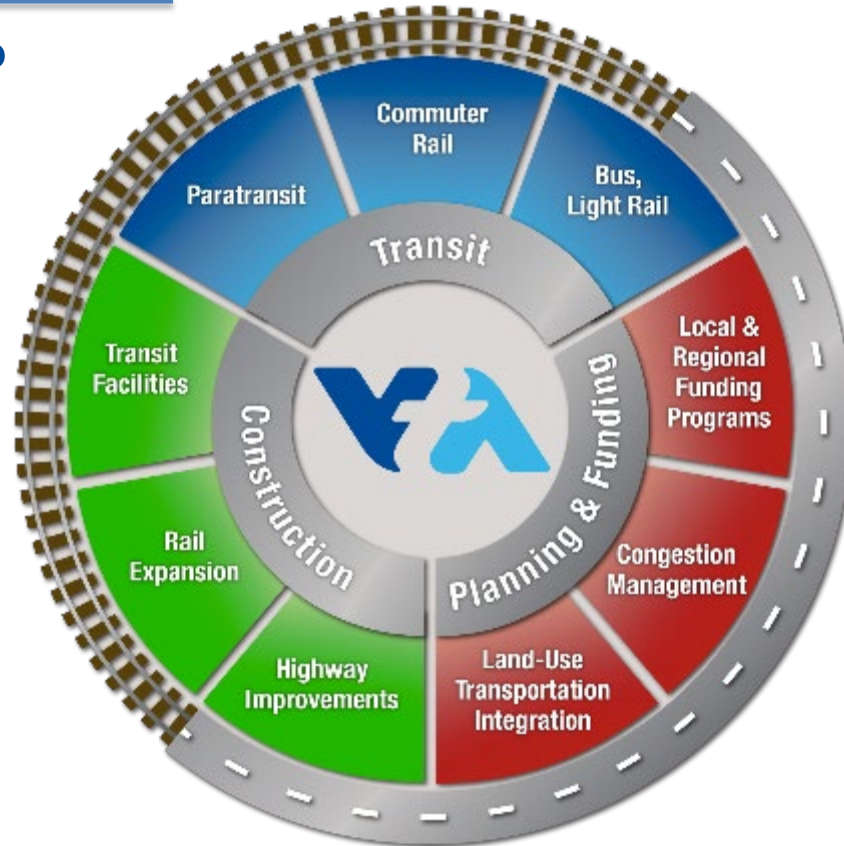 Commuter
Rail
Bus,
Light Rail
Paratransit
Transit
Local &
Regional
Funding
Programs
Transit
Facilities
VTA
Construction
Planning & Funding
Rail
Expansion
Congestion
Management
Highway
Improvements
Land-Use
Transportation
Integration